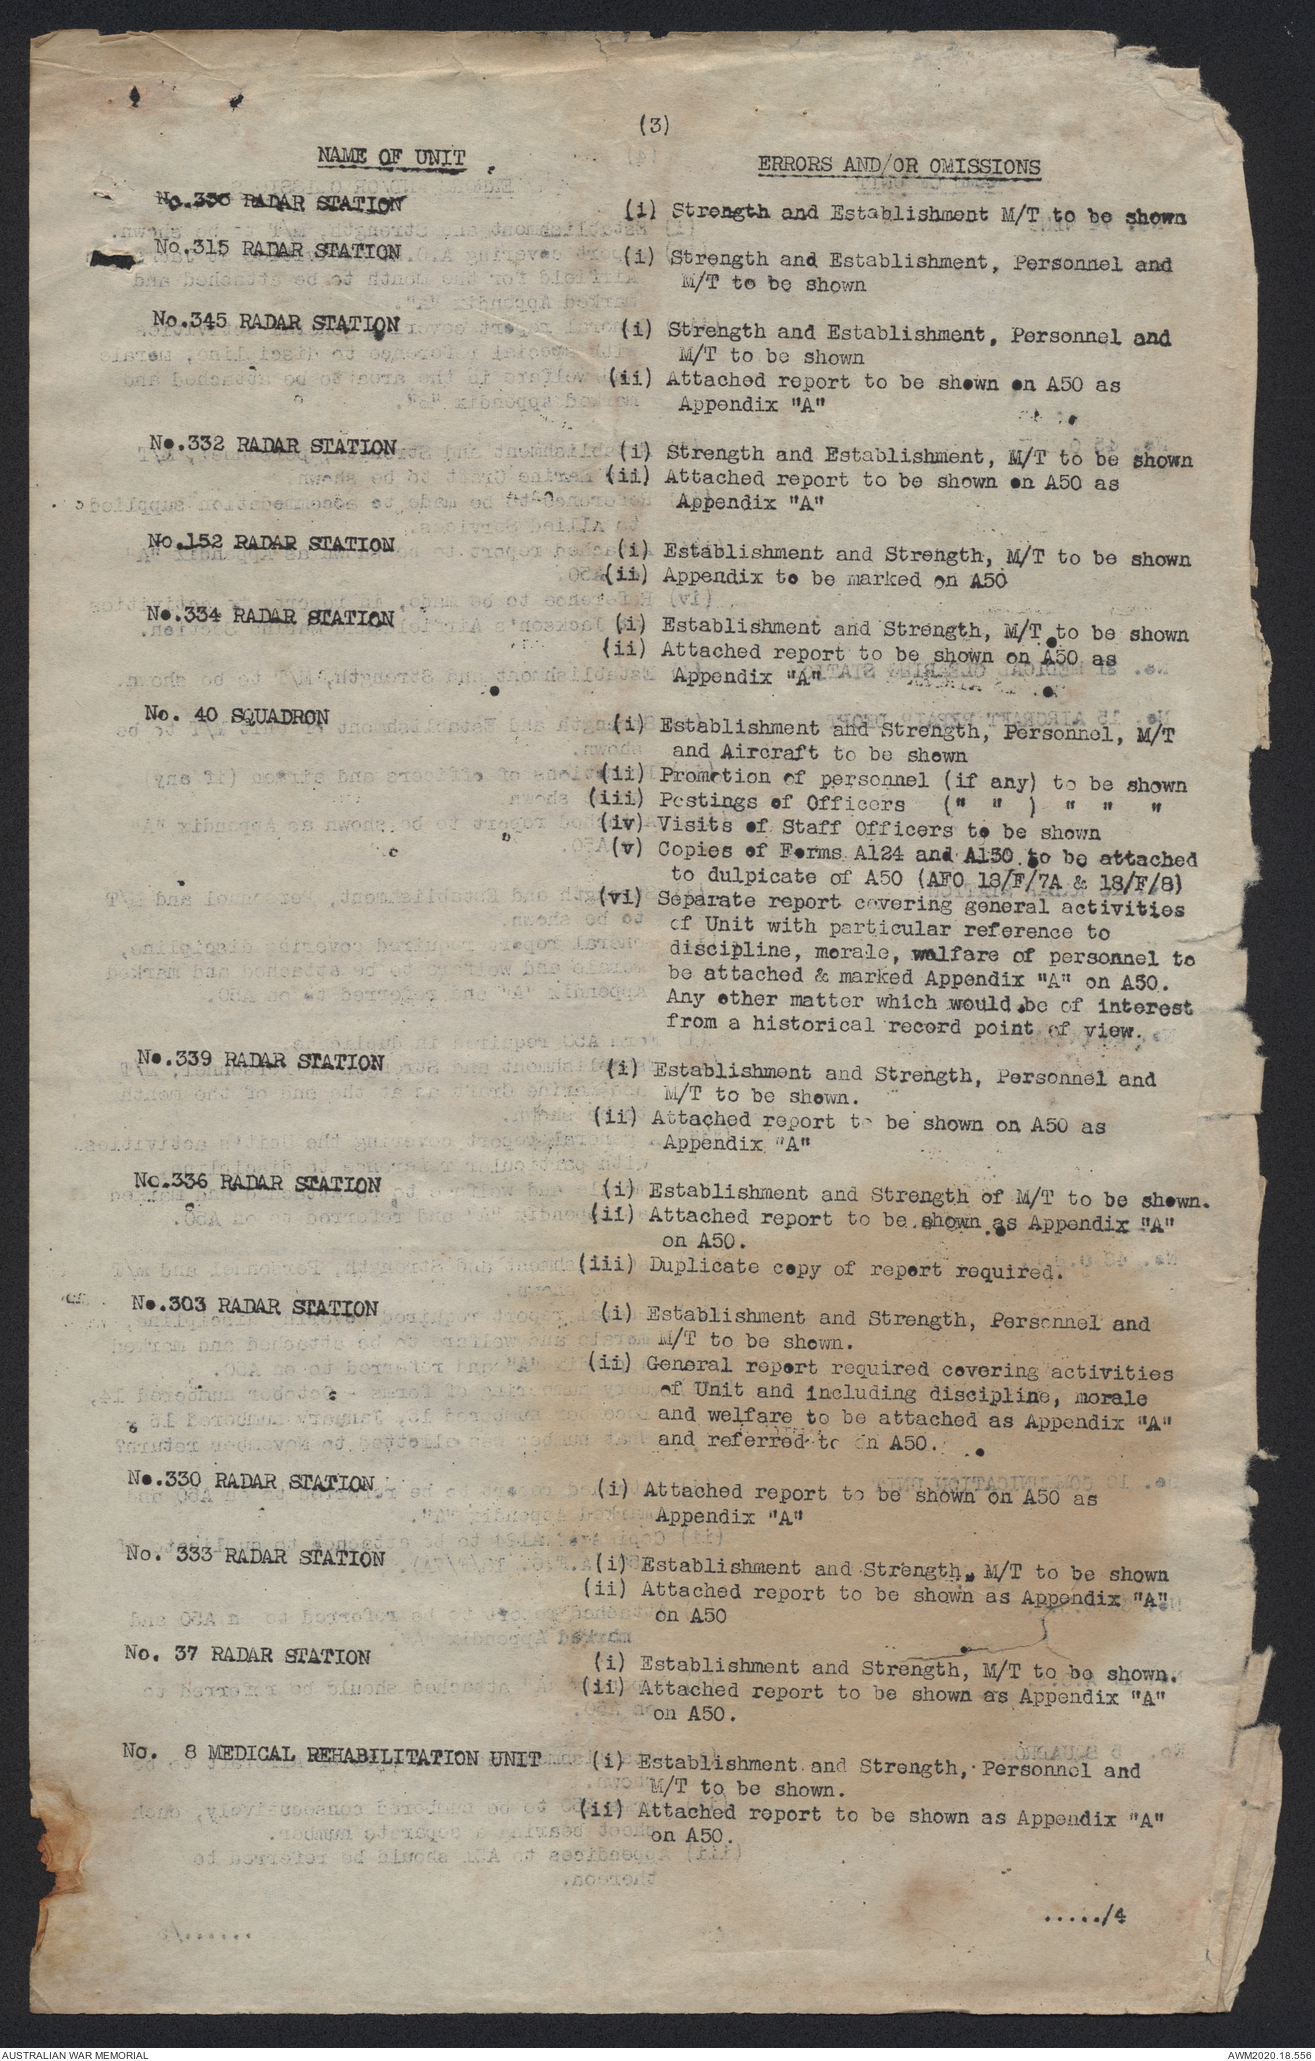 (3)
NAME OF UNIT
ERRORS AND/OR OMISSIONS
RADAR STATION
(i) Strength and Establishment M/T to be shown
No.315 RADAR STATION
(i) Strength and Establishment, Personnel and
M/T to be shown
No.345 RADAR STATION
(i) Strength and Establishment, Personnel and
M/T to be shown
(ii) Attached report to be shown on A50 as
Appendix "A"
No.332 RADAR STATION
(i) Strength and Establishment, M/T to be shown
(ii) Attached report to be shown on A50 as
Appendix "A"
No.152 RADAR STATION
(i) Establishment and Strength, M/T to be shown
(ii) Appendix to be marked on A50
No.334 RADAR STATION
(i) Establishment and Strength, M/T to be shown
(ii) Attached report to be shown on A50 as
Appendix "A"
No. 40 SQUADRON
(i) Establishment and Strength, Personnel, M/T
and Aircraft to be shown
(ii) Promotion of personnel (if any) to be shown
(iii) Postings of Officers (" " ) " " "
(iv) Visits of Staff Officers to be shown
(v) Copies of Forms A124 and A130 to be attached
to dulpicate of A50 (AFO 18/F/7A & 18/F/8)
(vi) Separate report covering general activities
of Unit with particular reference to
discipline, morale, walfare of personnel to
be attached & marked Appendix "A" on A50.
Any other matter which would be of interest
from a historical record point of view.
No.339 RADAR STATION
(i) Establishment and Strength, Personnel and
M/T to be shown.
(ii) Attached report to be shown on A50 as
Appendix "A"
No.336 RADAR STATION
(i) Establishment and Strength of M/T to be shown.
(ii) Attached report to be shown as Appendix "A"
on A50.
(iii) Duplicate copy of report required.
No.303 RADAR STATION
(i) Establishment and Strength, Personnel and
M/T to be shown.
(ii) General report required covering activities
of Unit and including discipline, morale
and welfare to be attached as Appendix "A"
and referred to on A50.
No.330 RADAR STATION
(i) Attached report to be shown on A50 as
Appendix "A"
No. 333 RADAR STATION
(i) Establishment and Strength, M/T to be shown
(ii) Attached report to be shown as Appendix "A"
on A50
No. 37 RADAR STATION
(i) Establishment and Strength, M/T to be shown.
(ii) Attached report to be shown as Appendix "A"
on A50.
No. 8 MEDICAL REHABILITATION UNIT
(i) Establishment and Strength, Personnel and
M/T to be shown.
(ii) Attached report to be shown as Appendix "A"
on A50.
...../4
AUSTRALIAN WAR MEMORIAL
AWM2020.18.556